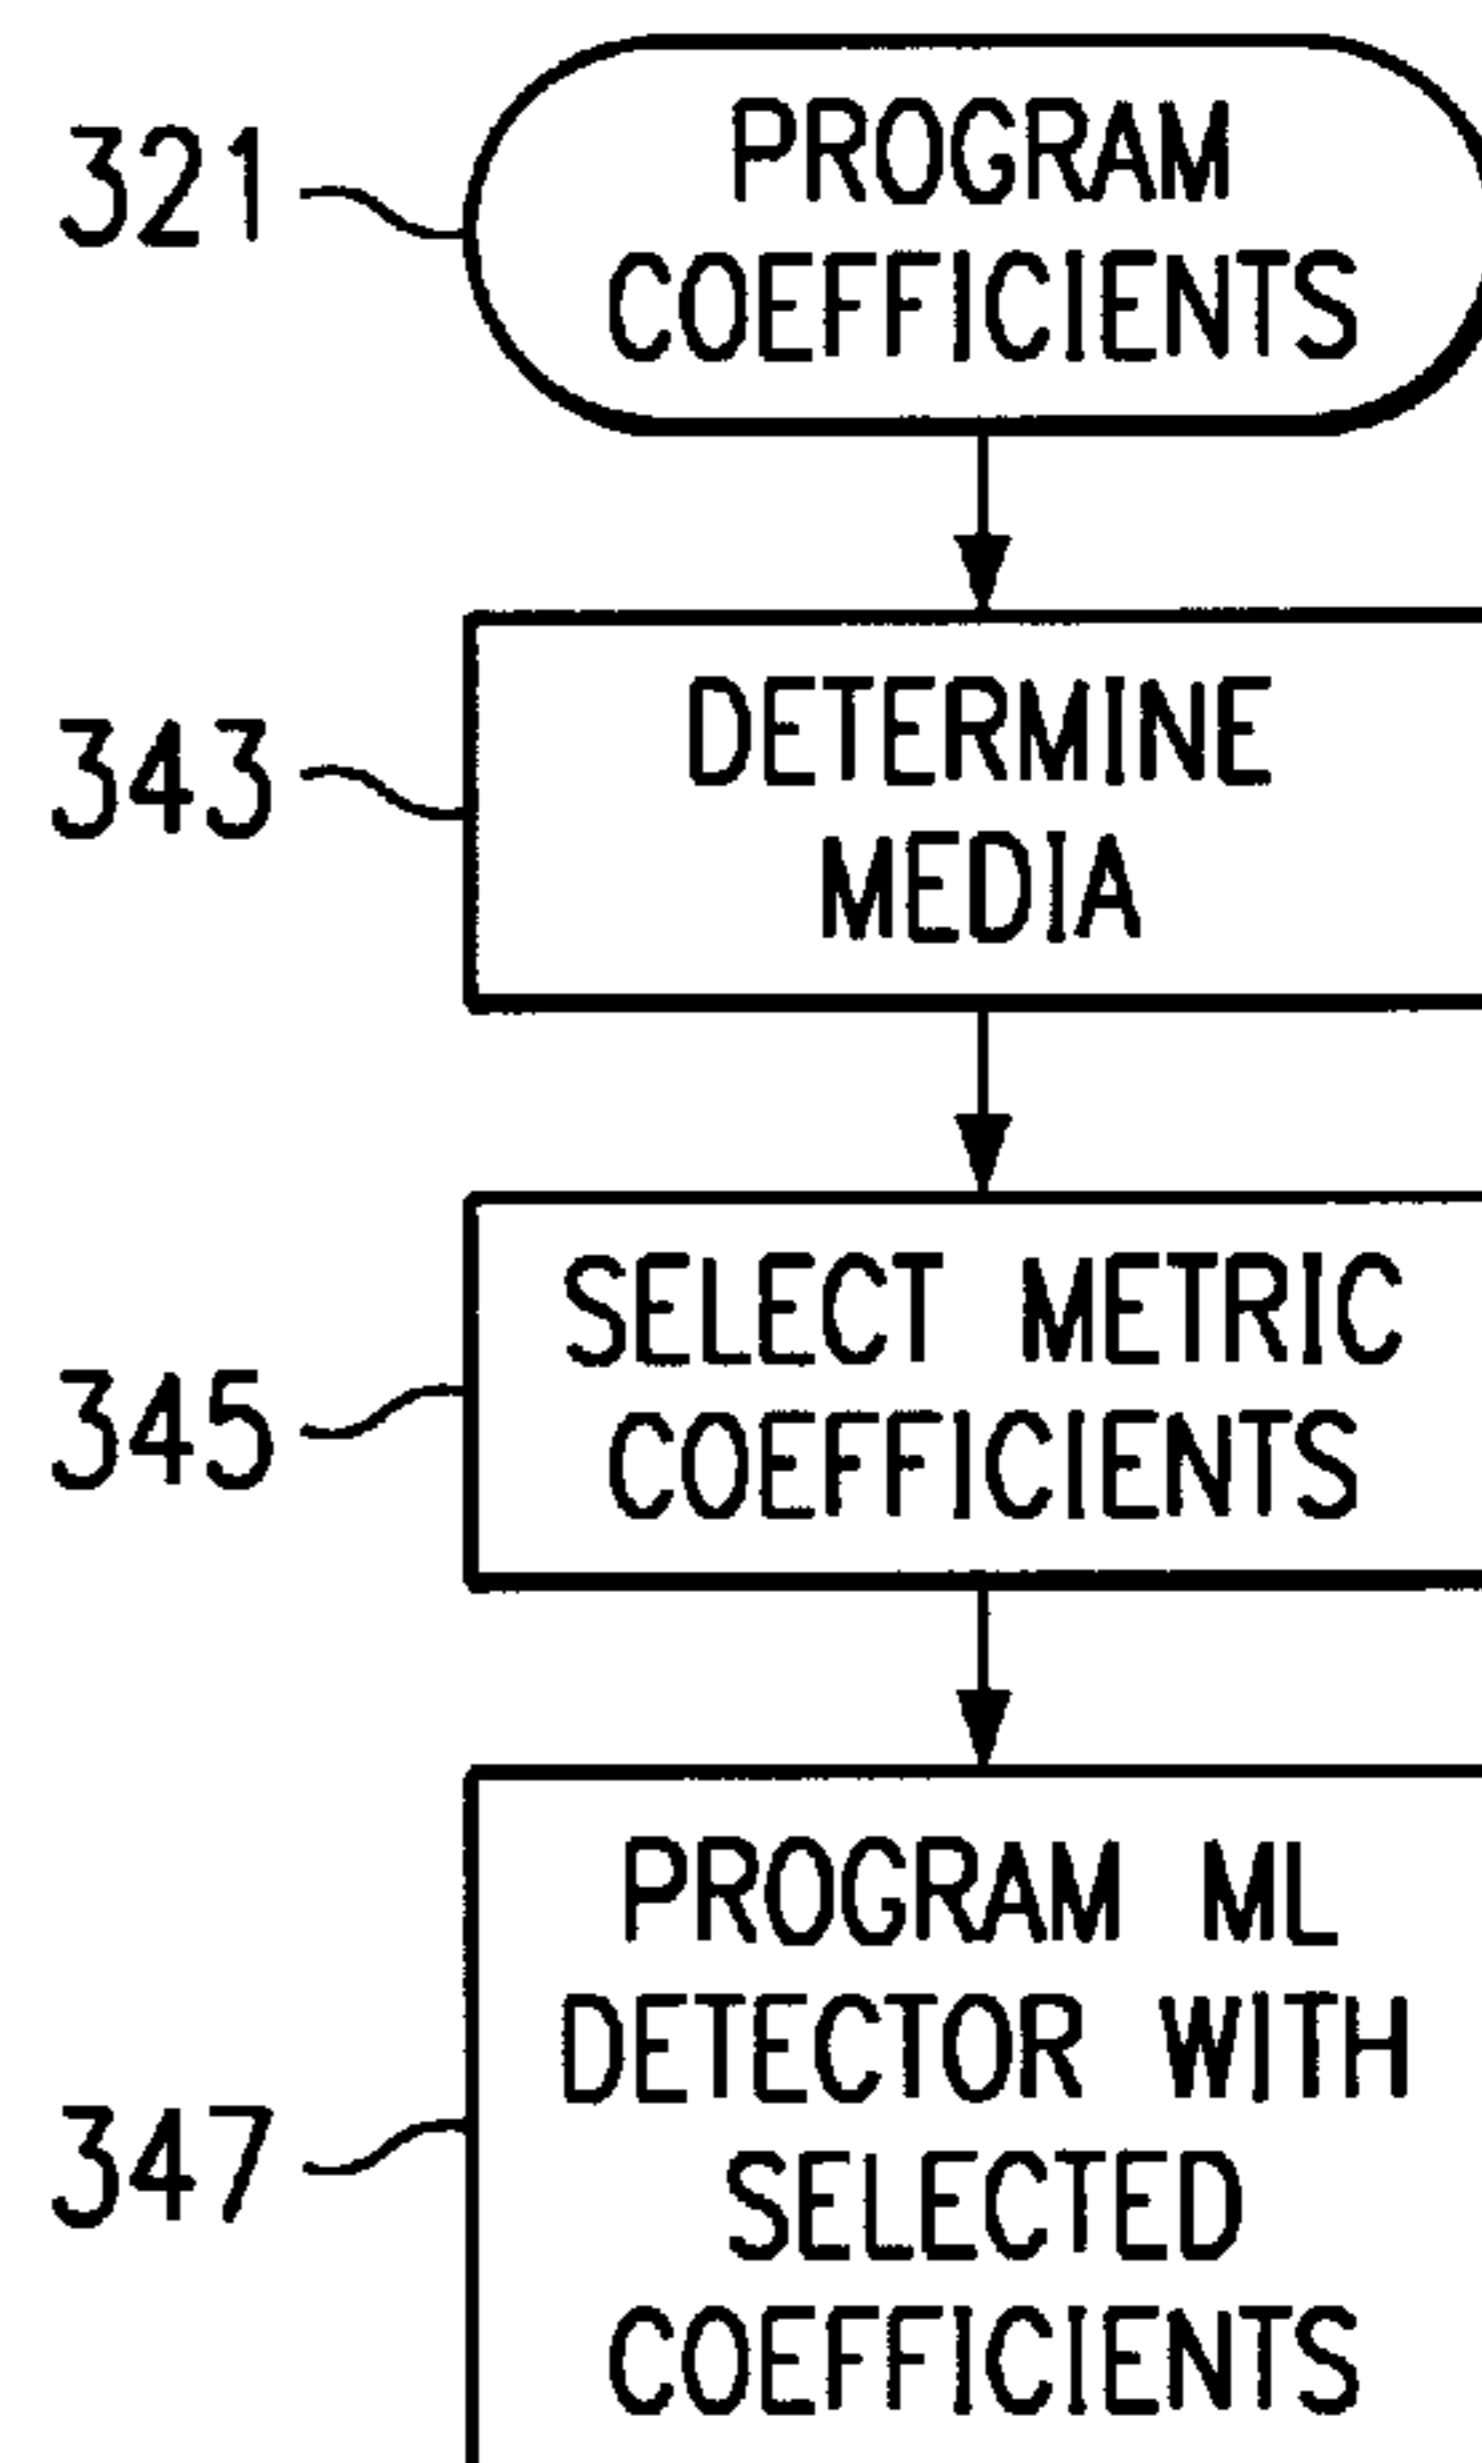 321
PROGRAM
COEFFICIENTS
343
DETERMINE
MEDIA
345
SELECT METRIC
COEFFICIENTS
347
PROGRAM ML
DETECTOR WITH
SELECTED
COEFFICIENTS